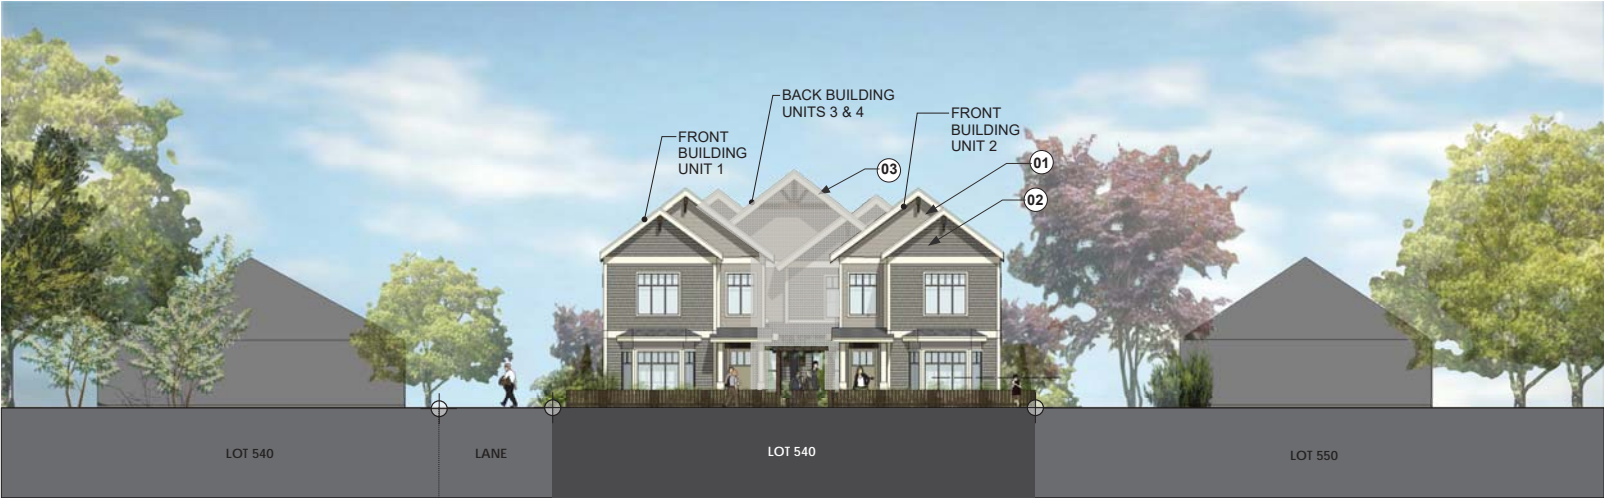 BACK BUILDING
UNITS 3 & 4
FRONT
BUILDING
UNIT 2
FRONT
BUILDING
UNIT 1
01
03
02
LOT 540
LANE
LOT 540
LOT 550